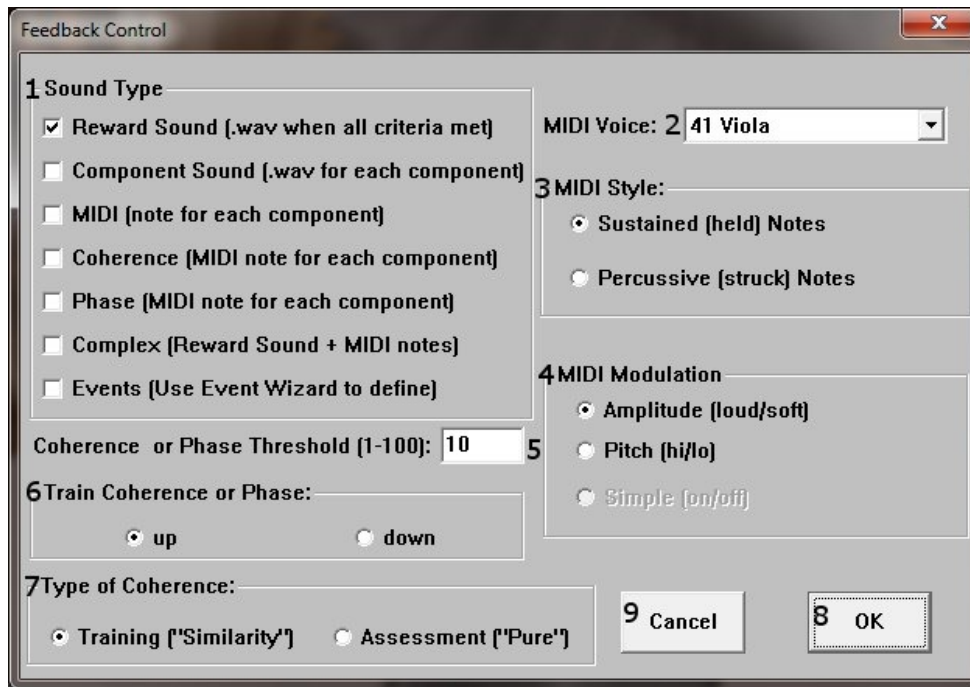 Feedback Control
x
1 Sound Type
Reward Sound (.wav when all criteria met)
Component Sound (.wav for each component)
MIDI (note for each component)
Coherence (MIDI note for each component)
Phase (MIDI note for each component)
Complex (Reward Sound + MIDI notes)
Events (Use Event Wizard to define)
MIDI Voice: 2 41 Viola
3 MIDI Style:
Sustained (held) Notes
Percussive (struck) Notes
4 MIDI Modulation
Amplitude (loud/soft)
Pitch (hi/lo)
Simple (on/off)
Coherence or Phase Threshold (1-100): 10 5
6 Train Coherence or Phase:
up down
7 Type of Coherence:
Training ("Similarity") Assessment ("Pure")
9 Cancel 8 OK